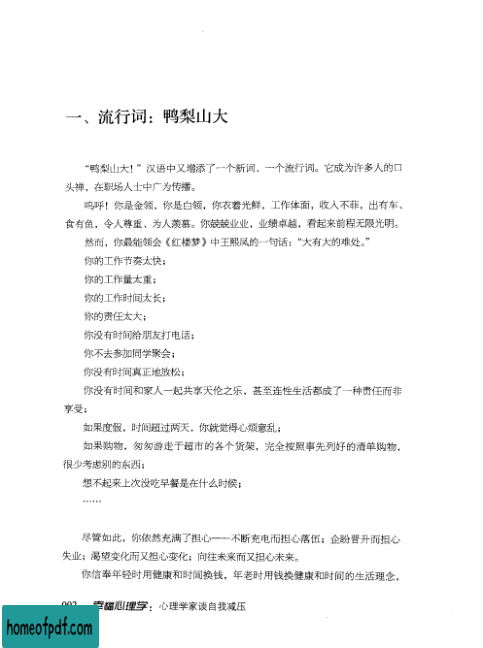 一、流行词：鸭梨山大
“鸭梨山大！”汉语中又增添了一个新词、一个流行词。它成为许多人的口
头禅，在职场人士中广为传播。
呜呼！你是金领，你是白领，你衣着光鲜，工作体面，收入不菲，出有车、
食有鱼，令人尊重、为人羡慕。你兢兢业业，业绩卓越，看起来前程无限光明。
然而，你最能领会《红楼梦》中王熙凤的一句话：“大有大的难处。”
你的工作节奏太快；
你的工作量太重；
你的工作时间太长；
你的责任太大；
你没有时间给朋友打电话；
你不去参加同学聚会；
你没有时间真正地放松；
你没有时间和家人一起共享天伦之乐，甚至连性生活都成了一种责任而非
享受；
如果度假，时间超过两天，你就觉得心烦意乱；
如果购物，匆匆游走于超市的各个货架，完全按照事先列好的清单购物，
很少考虑别的东西；
想不起来上次没吃早餐是在什么时候；
……
尽管如此，你依然充满了担心——不断充电而担心落伍；企盼晋升而担心
失业；渴望变化而又担心变化；向往未来而又担心未来。
你信奉年轻时用健康和时间换钱，年老时用钱换健康和时间的生活理念，
002 幸福心理学：心理学家谈自我减压
homeofpdf.com